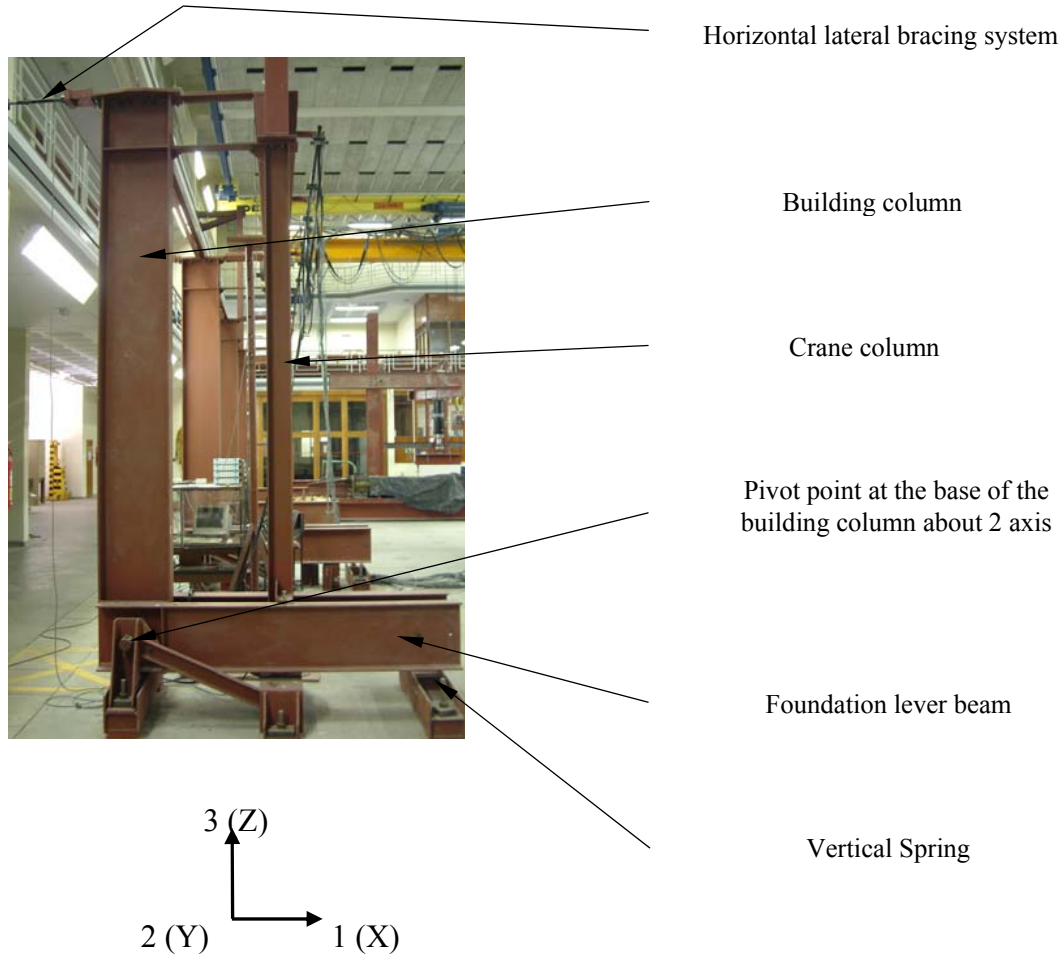 Horizontal lateral bracing system
Building column
Crane column
Pivot point at the base of the
building column about 2 axis
Foundation lever beam
Vertical Spring
3 (Z)
2 (Y)
1 (X)